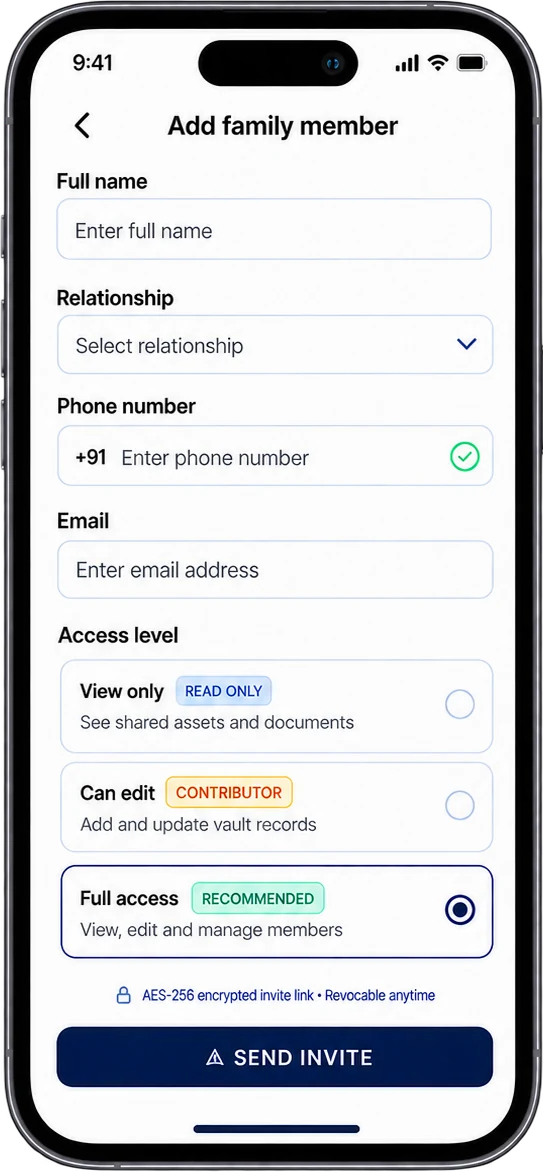 9:41
Add family member
Full name
Enter full name
Relationship
Select relationship
Phone number
+91 Enter phone number
Email
Enter email address
Access level
View only READ ONLY
See shared assets and documents
Can edit CONTRIBUTOR
Add and update vault records
Full access RECOMMENDED
View, edit and manage members
AES-256 encrypted invite link • Revocable anytime
SEND INVITE